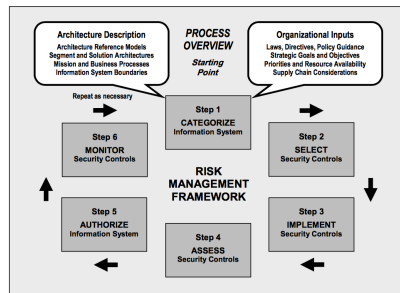 Architecture Description
Architecture Reference Models
Segment and Solution Architectures
Mission and Business Processes
Information System Boundaries
PROCESS
OVERVIEW
Starting
Point
Organizational Inputs
Laws, Directives, Policy Guidance
Strategic Goals and Objectives
Priorities and Resource Availability
Supply Chain Considerations
Repeat as necessary
Step 1
CATEGORIZE
Information System
Step 6
MONITOR
Security Controls
Step 2
SELECT
Security Controls
RISK
MANAGEMENT
FRAMEWORK
Step 5
AUTHORIZE
Information System
Step 3
IMPLEMENT
Security Controls
Step 4
ASSESS
Security Controls